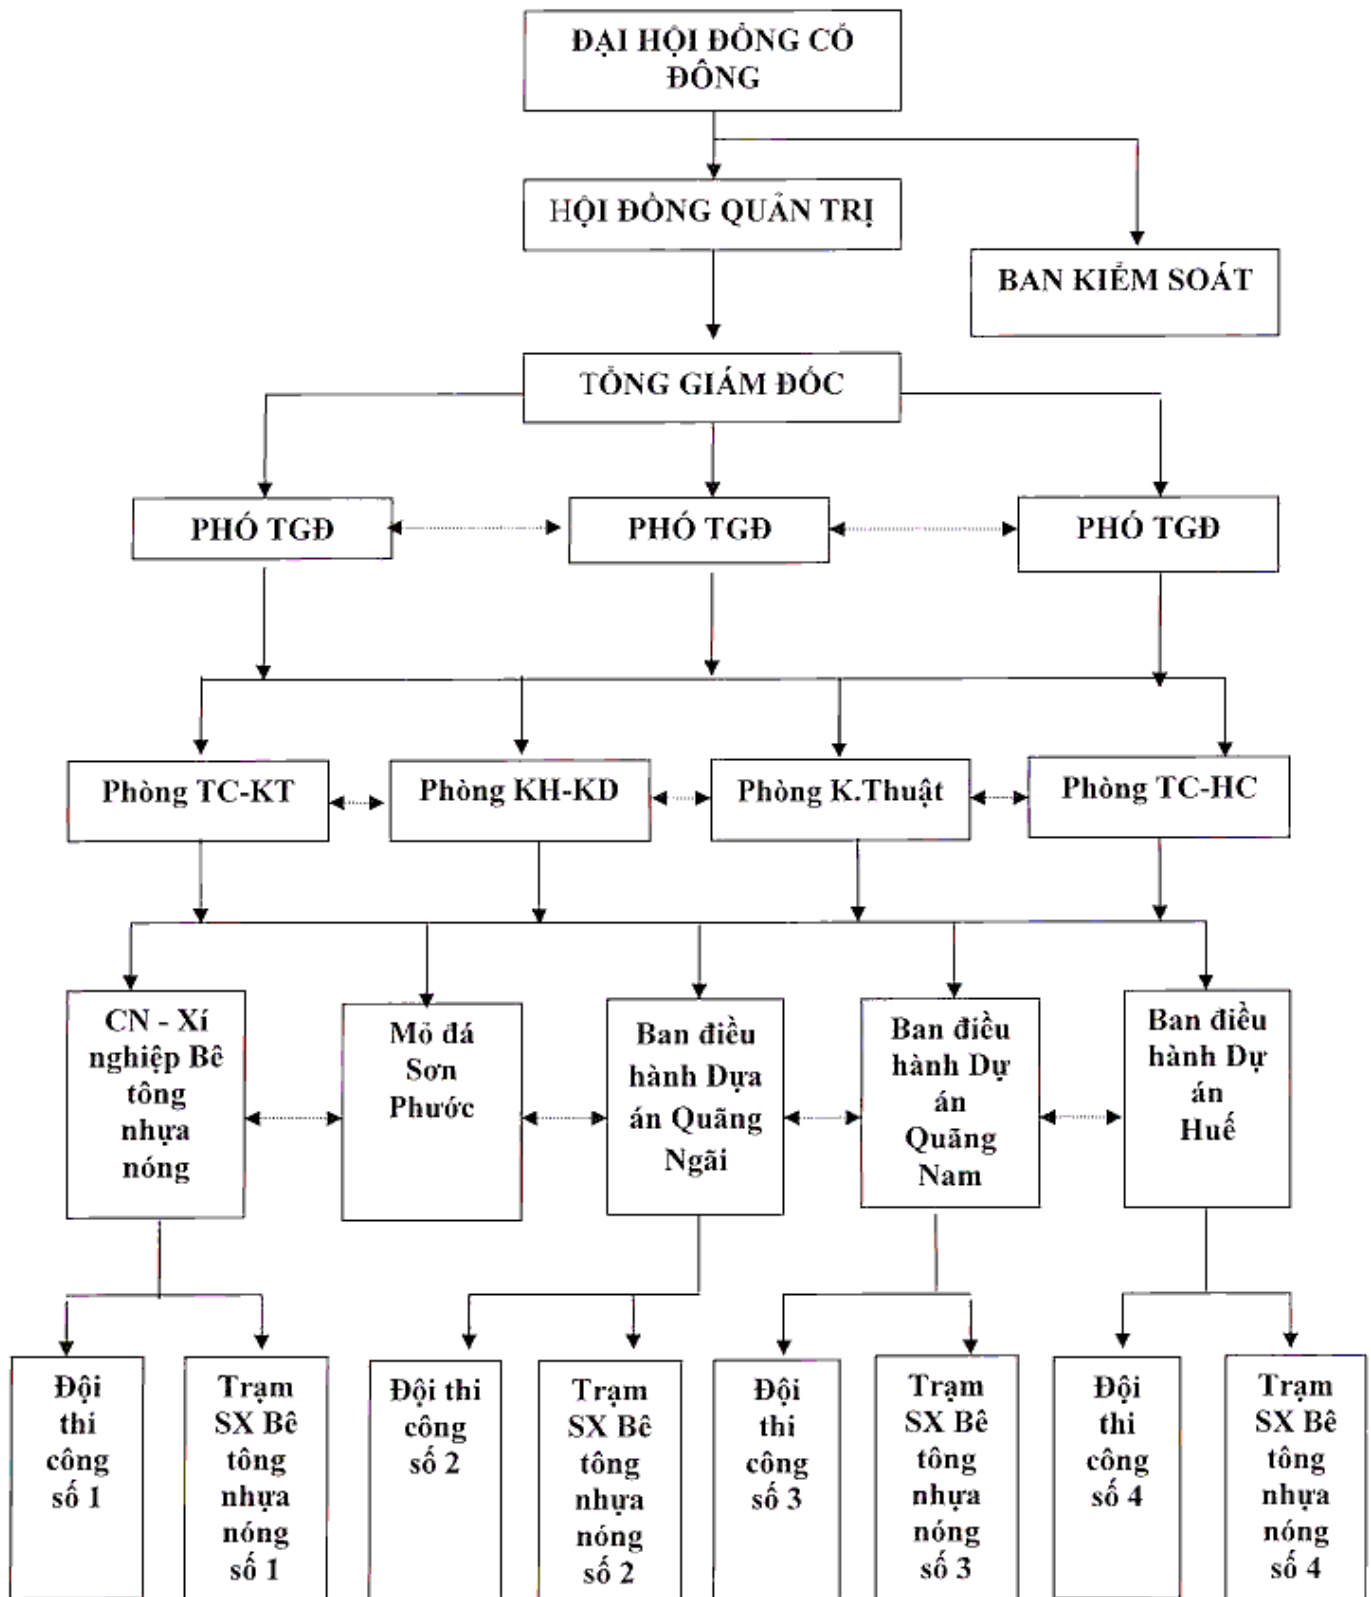 ĐẠI HỘI ĐỒNG CỔ
ĐÔNG
HỘI ĐỒNG QUẢN TRỊ
BAN KIỂM SOÁT
TỔNG GIÁM ĐỐC
PHÓ TGĐ
PHÓ TGĐ
PHÓ TGĐ
Phòng TC-KT
Phòng KH-KD
Phòng K.Thuật
Phòng TC-HC
CN - Xí
nghiệp Bê
tông
nhựa
nóng
Mỏ đá
Sơn
Phước
Ban điều
hành Dựa
án Quãng
Ngãi
Ban điều
hành Dự
án
Quãng
Nam
Ban điều
hành Dự
án
Huế
Đội
thi
công
số 1
Trạm
SX Bê
tông
nhựa
nóng
số 1
Đội thi
công
số 2
Trạm
SX Bê
tông
nhựa
nóng
số 2
Đội
thi
công
số 3
Trạm
SX Bê
tông
nhựa
nóng
số 3
Đội
thi
công
số 4
Trạm
SX Bê
tông
nhựa
nóng
số 4